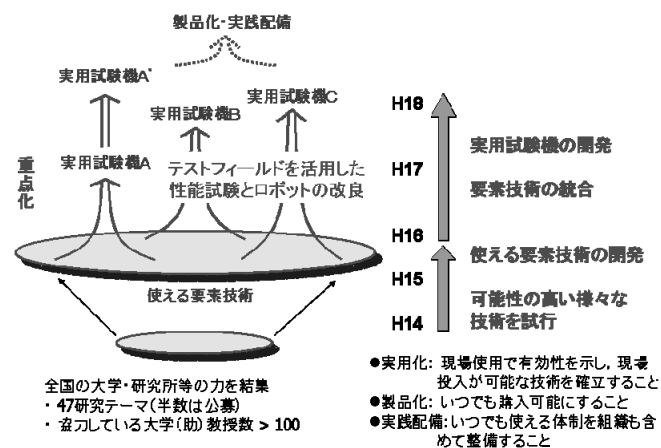 製品化・実践配備
実用試験機A'
実用試験機B
実用試験機C
重点化
実用試験機A
テストフィールドを活用した
性能試験とロボットの改良
使える要素技術
H18
実用試験機の開発
H17
要素技術の統合
H16
使える要素技術の開発
H15
可能性の高い様々な
技術を試行
H14
全国の大学・研究所等の力を結集
・47研究テーマ(半数は公募)
・協力している大学(助)教授数 > 100
●実用化: 現場使用で有効性を示し、現場
投入が可能な技術を確立すること
●製品化: いつでも購入可能にすること
●実践配備: いつでも使える体制を組織も含
めて整備すること